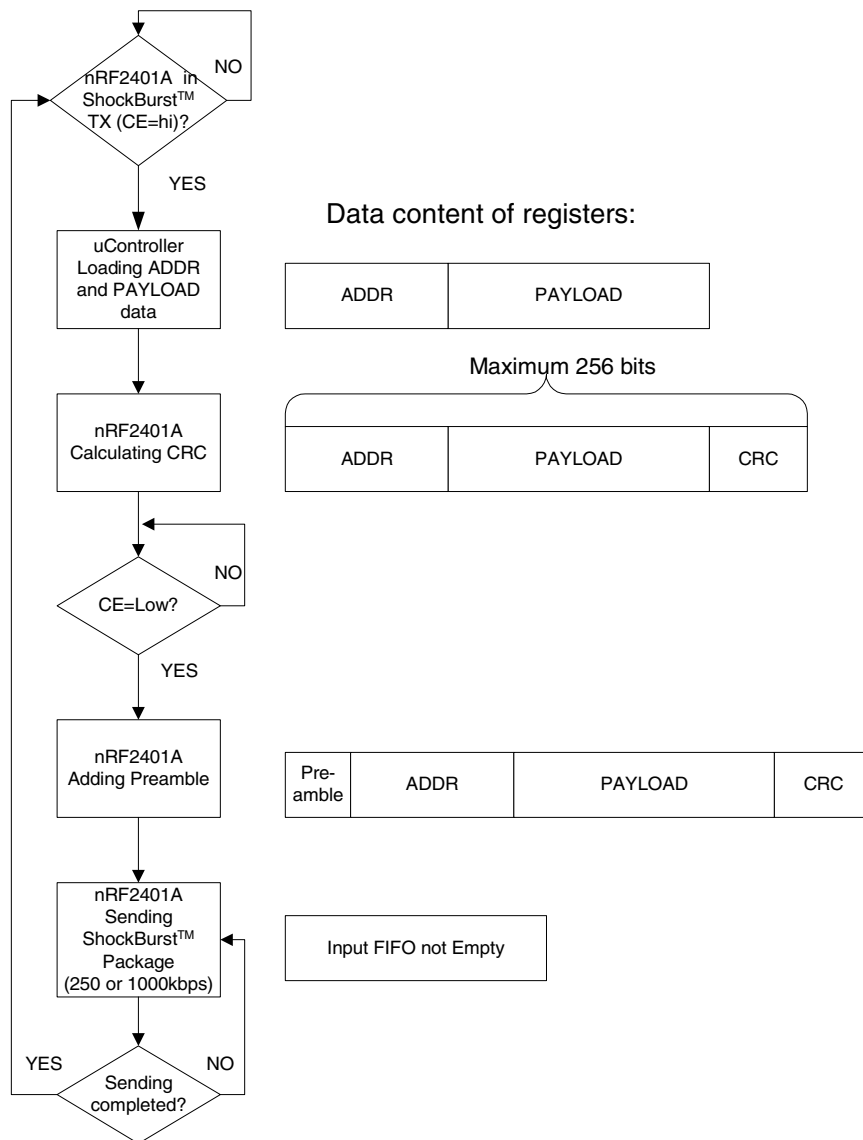 NO
nRF2401A in
ShockBurst™
TX (CE=hi)?
YES
Data content of registers:
uController
Loading ADDR
and PAYLOAD
data
ADDR
PAYLOAD
Maximum 256 bits
nRF2401A
Calculating CRC
ADDR
PAYLOAD
CRC
NO
CE=Low?
YES
nRF2401A
Adding Preamble
Pre-
amble
ADDR
PAYLOAD
CRC
nRF2401A
Sending
ShockBurst™
Package
(250 or 1000kbps)
Input FIFO not Empty
YES
NO
Sending
completed?